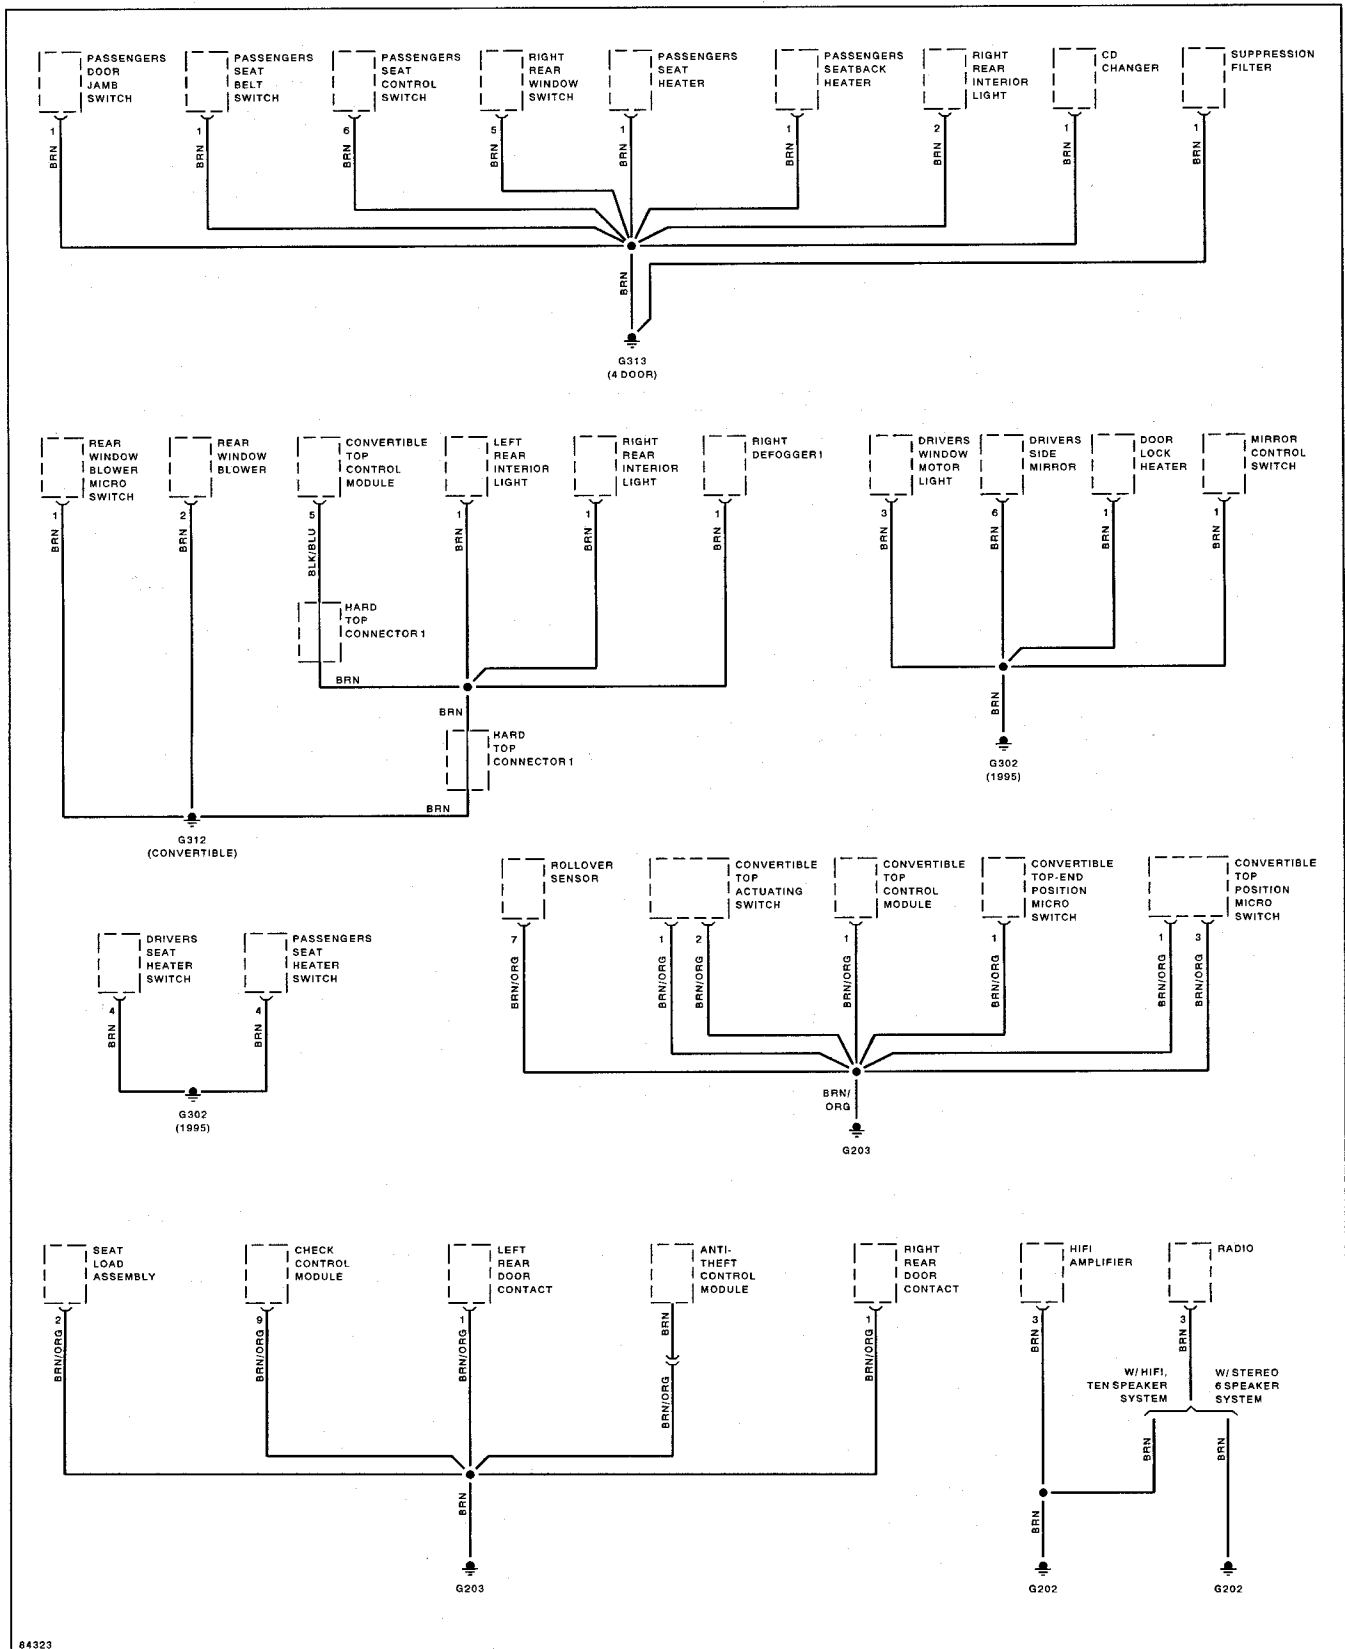 PASSENGERS
DOOR
JAMB
SWITCH
PASSENGERS
SEAT
BELT
SWITCH
PASSENGERS
SEAT
CONTROL
SWITCH
RIGHT
REAR
WINDOW
SWITCH
PASSENGERS
SEAT
HEATER
PASSENGERS
SEATBACK
HEATER
RIGHT
REAR
INTERIOR
LIGHT
CD
CHANGER
SUPPRESSION
FILTER
1
1
6
5
1
1
2
1
1
BRN
BRN
BRN
BRN
BRN
BRN
BRN
BRN
BRN
BRN
G313
(4 DOOR)
REAR
WINDOW
BLOWER
MICRO
SWITCH
REAR
WINDOW
BLOWER
CONVERTIBLE
TOP
CONTROL
MODULE
LEFT
REAR
INTERIOR
LIGHT
RIGHT
REAR
INTERIOR
LIGHT
RIGHT
DEFOGGER 1
DRIVERS
WINDOW
MOTOR
LIGHT
DRIVERS
SIDE
MIRROR
DOOR
LOCK
HEATER
MIRROR
CONTROL
SWITCH
1
2
5
1
1
1
3
6
1
1
BRN
BRN
BLK/BLU
BRN
BRN
BRN
BRN
BRN
BRN
BRN
HARD
TOP
CONNECTOR 1
BRN
BRN
HARD
TOP
CONNECTOR 1
BRN
BRN
G302
(1995)
G312
(CONVERTIBLE)
ROLLOVER
SENSOR
CONVERTIBLE
TOP
ACTUATING
SWITCH
CONVERTIBLE
TOP
CONTROL
MODULE
CONVERTIBLE
TOP-END
POSITION
MICRO
SWITCH
CONVERTIBLE
TOP
POSITION
MICRO
SWITCH
7
1
2
1
1
1
3
BRN/ORG
BRN/ORG
BRN/ORG
BRN/ORG
BRN/ORG
BRN/ORG
BRN/ORG
BRN/
ORG
G203
DRIVERS
SEAT
HEATER
SWITCH
PASSENGERS
SEAT
HEATER
SWITCH
4
4
BRN
BRN
G302
(1995)
SEAT
LOAD
ASSEMBLY
CHECK
CONTROL
MODULE
LEFT
REAR
DOOR
CONTACT
ANTI-
THEFT
CONTROL
MODULE
RIGHT
REAR
DOOR
CONTACT
HIFI
AMPLIFIER
RADIO
2
9
1
1
3
3
BRN/ORG
BRN/ORG
BRN/ORG
BRN
BRN/ORG
BRN/ORG
BRN
BRN
W/HIFI,
TEN SPEAKER
SYSTEM
W/STEREO
6 SPEAKER
SYSTEM
BRN
BRN
BRN
BRN
G203
G202
G202
84323